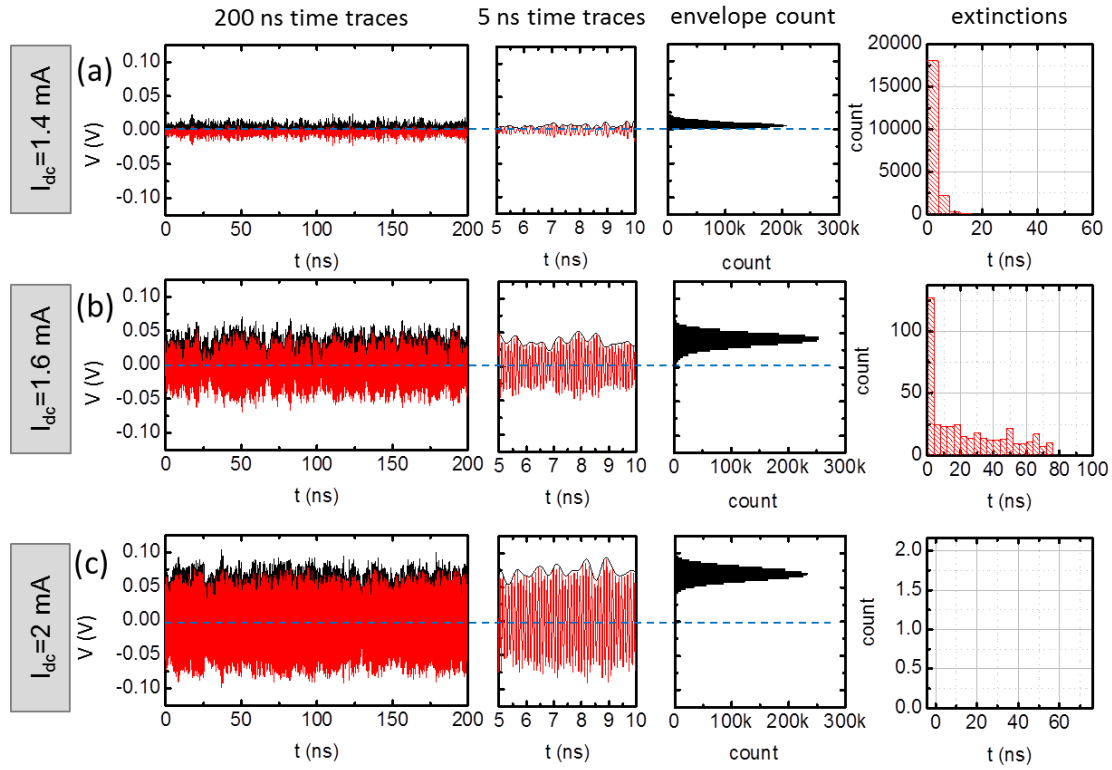 200 ns time traces
5 ns time traces
envelope count
extinctions
I_dc=1.4 mA
(a)
V (V)
0.10
0.05
0.00
-0.05
-0.10
0 50 100 150 200
t (ns)
5 6 7 8 9 10
t (ns)
0 100k 200k 300k
count
count
20000
15000
10000
5000
0
0 20 40 60
t (ns)
I_dc=1.6 mA
(b)
V (V)
0.10
0.05
0.00
-0.05
-0.10
0 50 100 150 200
t (ns)
5 6 7 8 9 10
t (ns)
0 100k 200k 300k
count
count
100
50
0
0 20 40 60 80 100
t (ns)
I_dc=2 mA
(c)
V (V)
0.10
0.05
0.00
-0.05
-0.10
0 50 100 150 200
t (ns)
5 6 7 8 9 10
t (ns)
0 100k 200k 300k
count
count
2.0
1.5
1.0
0.5
0.0
0 20 40 60
t (ns)